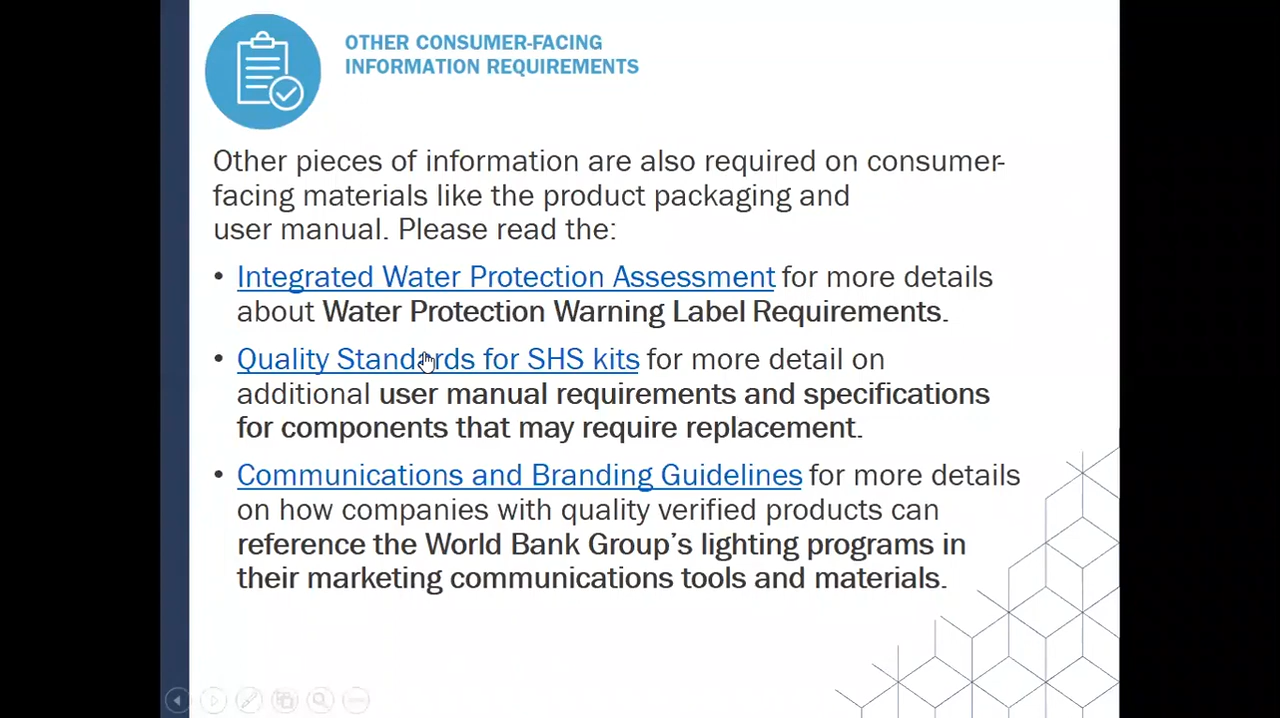 OTHER CONSUMER-FACING
INFORMATION REQUIREMENTS
Other pieces of information are also required on consumer-
facing materials like the product packaging and
user manual. Please read the:
• Integrated Water Protection Assessment for more details
about Water Protection Warning Label Requirements.
• Quality Standards for SHS kits for more detail on
additional user manual requirements and specifications
for components that may require replacement.
• Communications and Branding Guidelines for more details
on how companies with quality verified products can
reference the World Bank Group’s lighting programs in
their marketing communications tools and materials.